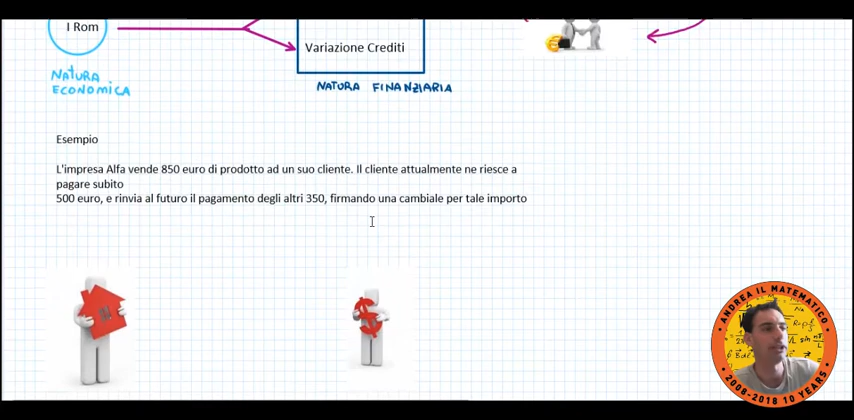 I Rom
Variazione Crediti
NATURA
ECONOMICA
NATURA FINANZIARIA
Esempio
L'impresa Alfa vende 850 euro di prodotto ad un suo cliente. Il cliente attualmente ne riesce a
pagare subito
500 euro, e rinvia al futuro il pagamento degli altri 350, firmando una cambiale per tale importo
ANDREA IL MATEMATICO
2008-2018 10 YEARS